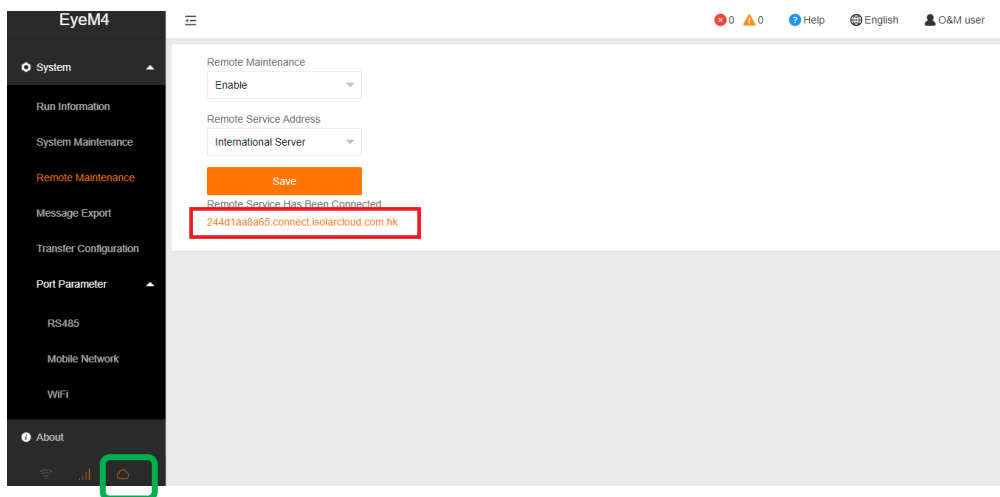 EyeM4
0 0 Help English O&M user
System
Run Information
System Maintenance
Remote Maintenance
Message Export
Transfer Configuration
Port Parameter
RS485
Mobile Network
WiFi
About
Remote Maintenance
Enable
Remote Service Address
International Server
Save
Remote Service Has Been Connected
244d1aa8a65.connect.isolarcloud.com.hk.